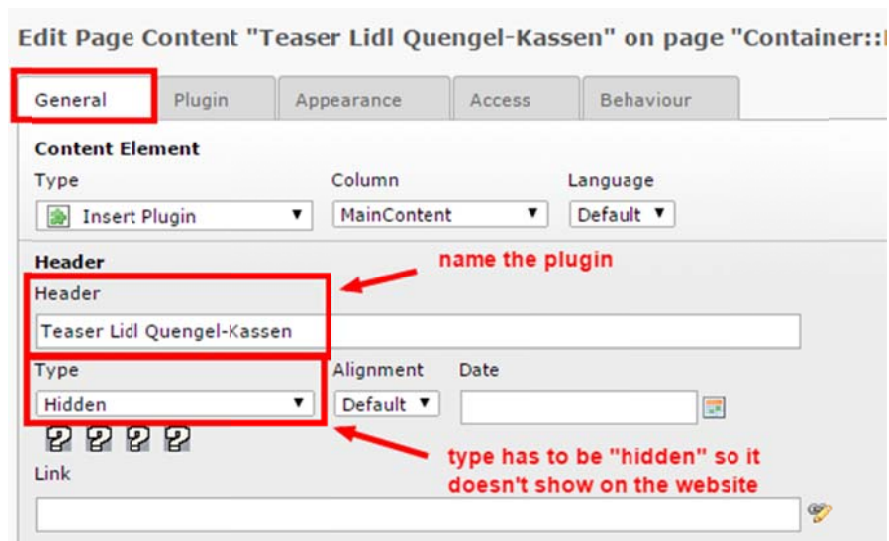 Edit Page Content "Teaser Lidl Quengel-Kassen" on page "Container::
General Plugin Appearance Access Behaviour
Content Element
Type Column Language
Insert Plugin MainContent Default
Header
name the plugin
Header
Teaser Lidl Quengel-Kassen
Type Alignment Date
Hidden Default
type has to be "hidden" so it
doesn't show on the website
Link